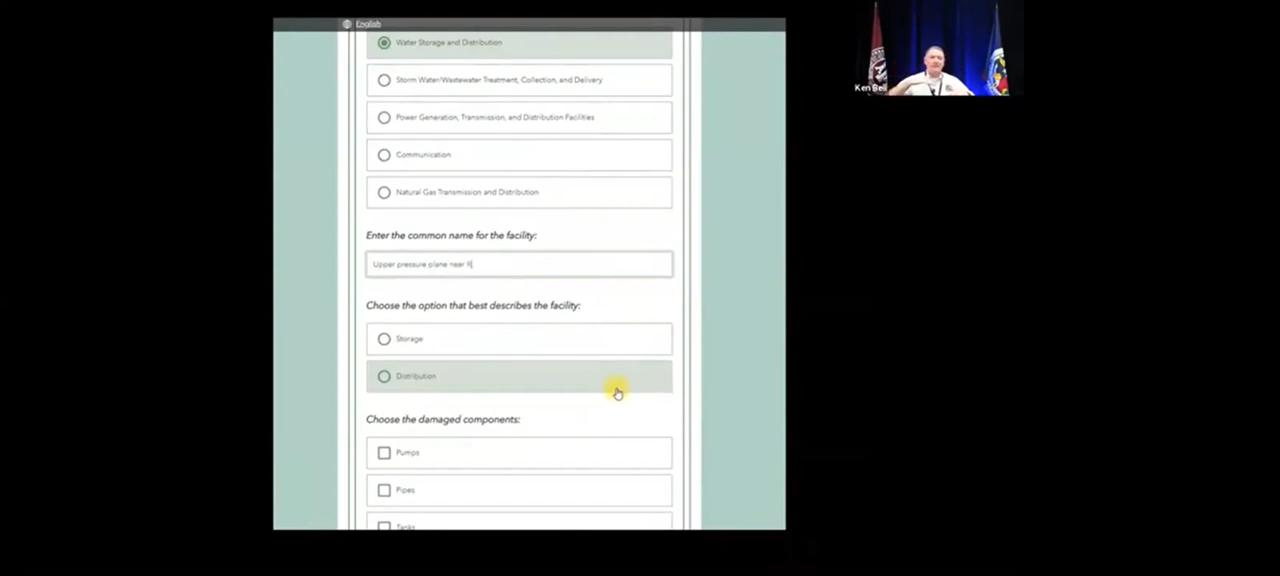 English
Water Storage and Distribution
Storm Water/Wastewater Treatment, Collection, and Delivery
Power Generation, Transmission, and Distribution Facilities
Communication
Natural Gas Transmission and Distribution
Enter the common name for the facility:
Upper pressure plane near R
Choose the option that best describes the facility:
Storage
Distribution
Choose the damaged components:
Pumps
Pipes
Tanks
Ken Bell